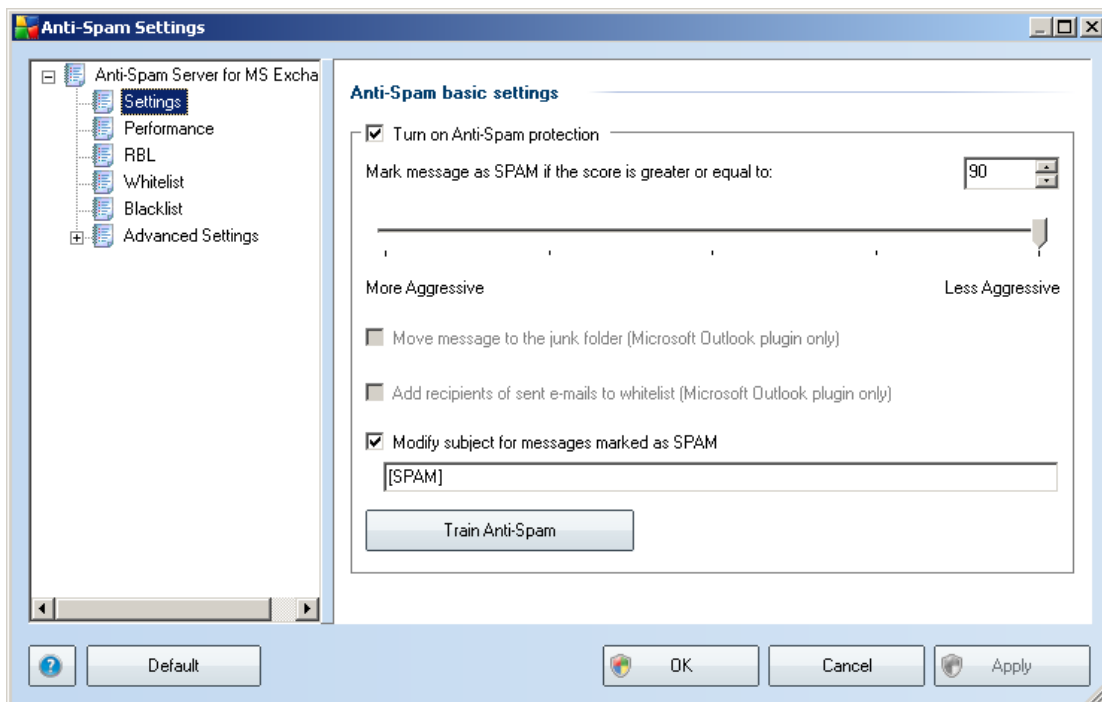 Anti-Spam Settings
Anti-Spam Server for MS Excha
Settings
Performance
RBL
Whitelist
Blacklist
Advanced Settings
Anti-Spam basic settings
Turn on Anti-Spam protection
Mark message as SPAM if the score is greater or equal to:
90
More Aggressive Less Aggressive
Move message to the junk folder (Microsoft Outlook plugin only)
Add recipients of sent e-mails to whitelist (Microsoft Outlook plugin only)
Modify subject for messages marked as SPAM
[SPAM]
Train Anti-Spam
Default OK Cancel Apply